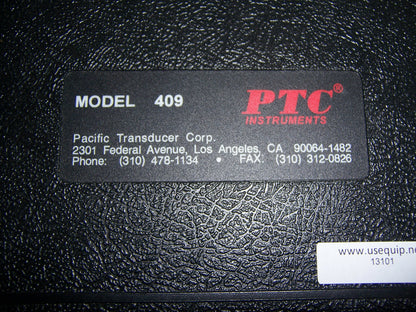 MODEL 409
PTC®
INSTRUMENTS
Pacific Transducer Corp.
2301 Federal Avenue, Los Angeles, CA 90064-1482
Phone: (310) 478-1134 • FAX: (310) 312-0826
www.usequip.ne
13101